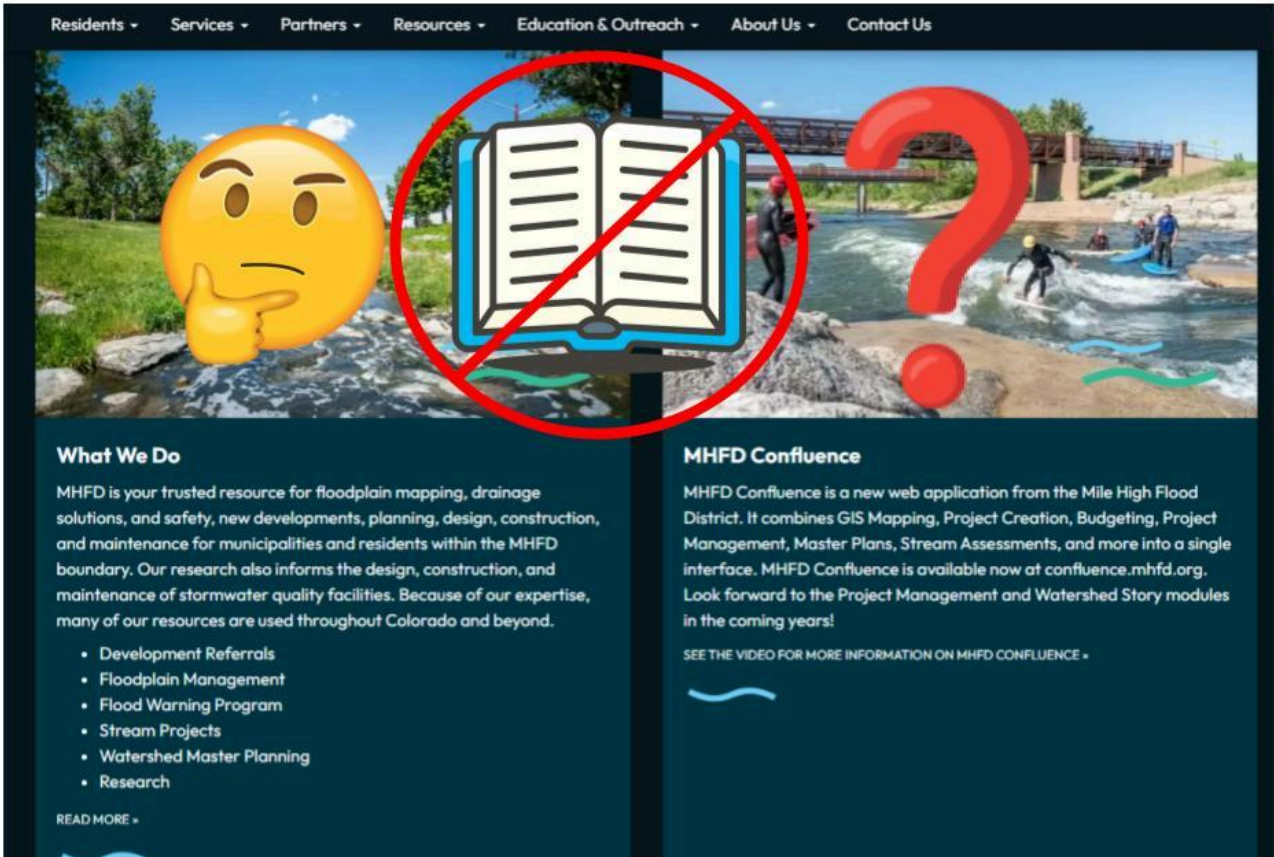 Residents Services Partners Resources Education & Outreach About Us Contact Us
What We Do
MHFD is your trusted resource for floodplain mapping, drainage
solutions, and safety, new developments, planning, design, construction,
and maintenance for municipalities and residents within the MHFD
boundary. Our research also informs the design, construction, and
maintenance of stormwater quality facilities. Because of our expertise,
many of our resources are used throughout Colorado and beyond.
• Development Referrals
• Floodplain Management
• Flood Warning Program
• Stream Projects
• Watershed Master Planning
• Research
READ MORE »
MHFD Confluence
MHFD Confluence is a new web application from the Mile High Flood
District. It combines GIS Mapping, Project Creation, Budgeting, Project
Management, Master Plans, Stream Assessments, and more into a single
interface. MHFD Confluence is available now at confluence.mhfd.org.
Look forward to the Project Management and Watershed Story modules
in the coming years!
SEE THE VIDEO FOR MORE INFORMATION ON MHFD CONFLUENCE »